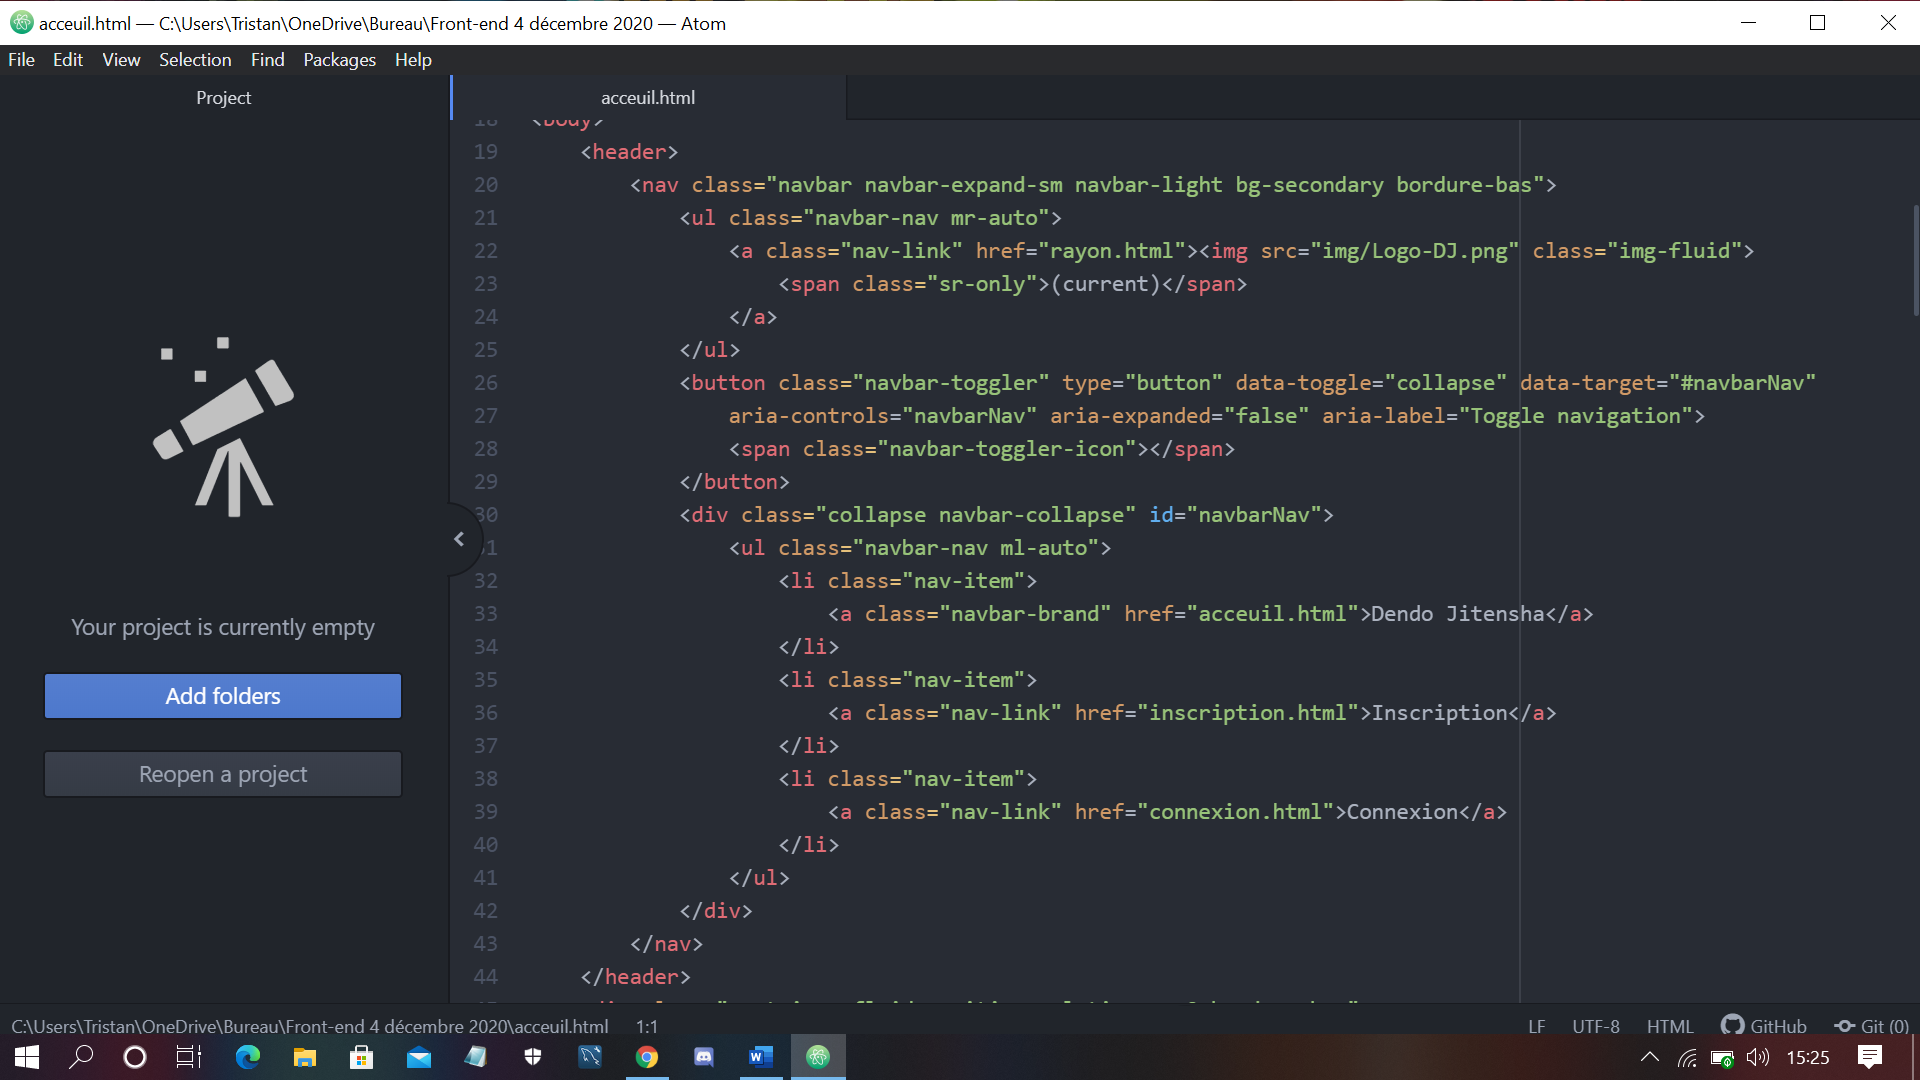 acceuil.html — C:\Users\Tristan\OneDrive\Bureau\Front-end 4 décembre 2020 — Atom
File Edit View Selection Find Packages Help
Project
acceuil.html
Your project is currently empty
Add folders
Reopen a project
18 <body>
19 <header>
20 <nav class="navbar navbar-expand-sm navbar-light bg-secondary bordure-bas">
21 <ul class="navbar-nav mr-auto">
22 <a class="nav-link" href="rayon.html"><img src="img/Logo-DJ.png" class="img-fluid">
23 <span class="sr-only">(current)</span>
24 </a>
25 </ul>
26 <button class="navbar-toggler" type="button" data-toggle="collapse" data-target="#navbarNav"
27 aria-controls="navbarNav" aria-expanded="false" aria-label="Toggle navigation">
28 <span class="navbar-toggler-icon"></span>
29 </button>
30 <div class="collapse navbar-collapse" id="navbarNav">
31 <ul class="navbar-nav ml-auto">
32 <li class="nav-item">
33 <a class="navbar-brand" href="acceuil.html">Dendo Jitensha</a>
34 </li>
35 <li class="nav-item">
36 <a class="nav-link" href="inscription.html">Inscription</a>
37 </li>
38 <li class="nav-item">
39 <a class="nav-link" href="connexion.html">Connexion</a>
40 </li>
41 </ul>
42 </div>
43 </nav>
44 </header>
C:\Users\Tristan\OneDrive\Bureau\Front-end 4 décembre 2020\acceuil.html 1:1
LF UTF-8 HTML GitHub Git (0)
15:25